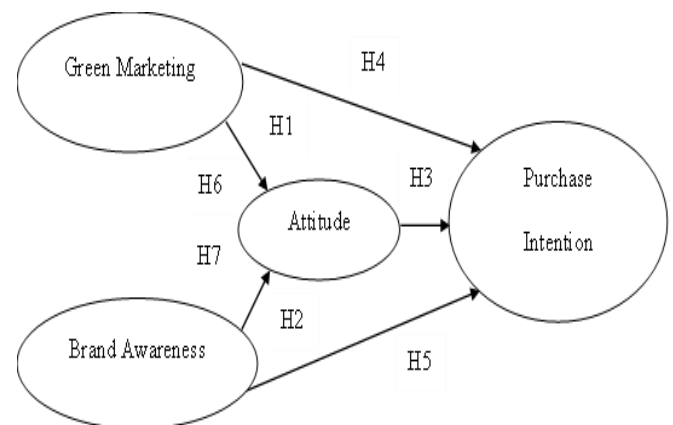 Green Marketing
H4
H1
H6
H3
Purchase
Intention
Attitude
H7
H2
Brand Awareness
H5